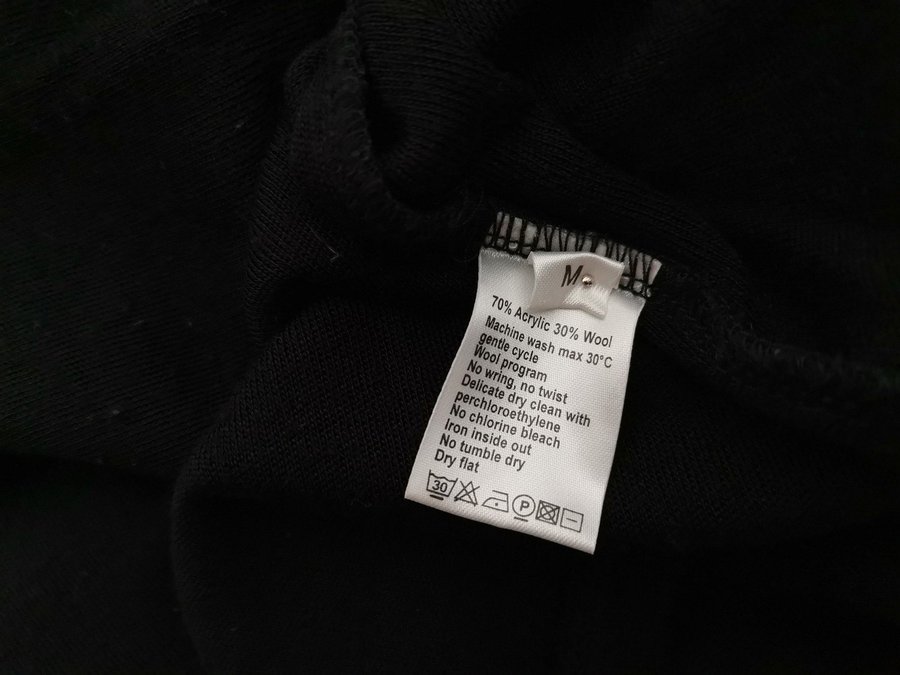 M
70% Acrylic 30% Wool
Machine wash max 30°C
gentle cycle
Wool program
No wring, no twist
Delicate dry clean with
perchloroethylene
No chlorine bleach
Iron inside out
No tumble dry
Dry flat
30 P